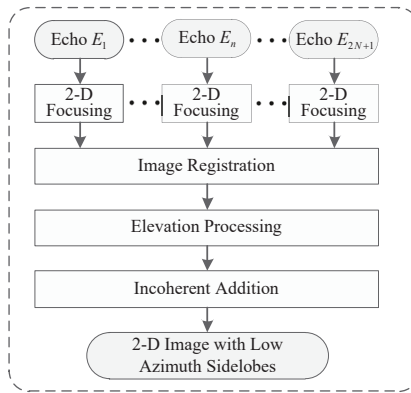 Echo E1 Echo En Echo E2N+1
2-D Focusing 2-D Focusing 2-D Focusing
Image Registration
Elevation Processing
Incoherent Addition
2-D Image with Low
Azimuth Sidelobes